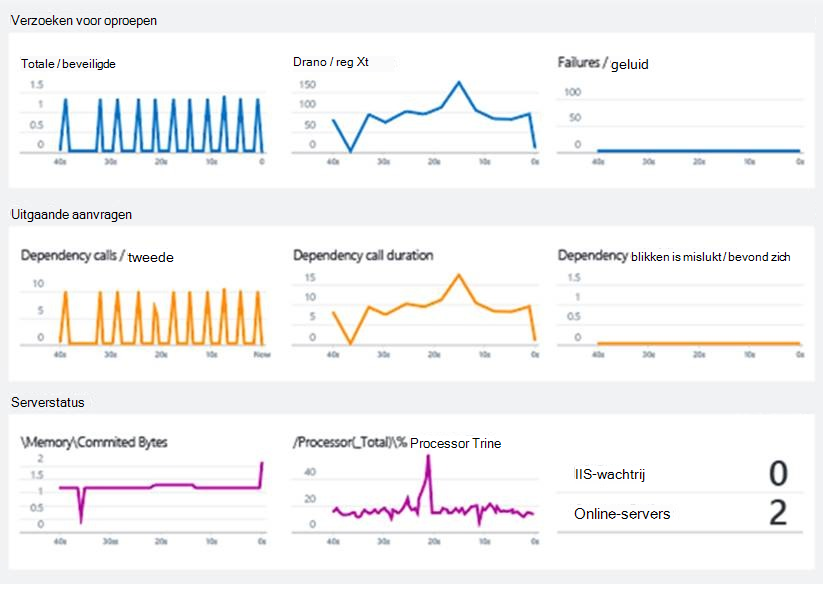 Verzoeken voor oproepen
Totale / beveiligde
1.5
1
0.5
0
40s 30s 20s 10s 0
Drano / reg Xt
150
100
50
0
40s 30s 20s 10s 0s
Failures / geluid
100
50
0
40s 30s 20s 10s 0s
Uitgaande aanvragen
Dependency calls / tweede
10
5
0
40s 30s 20s 10s Now
Dependency call duration
15
10
5
0
40s 30s 20s 10s 0s
Dependency blikken is mislukt / bevond zich
1.5
1
0.5
0
40s 30s 20s 10s 0s
Serverstatus
\Memory\Commited Bytes
2
1.5
1
0.5
0
40s 30s 20s 10s 0s
/Processor(_Total)\% Processor Trine
40
20
0
40s 30s 20s 10s 0s
IIS-wachtrij 0
Online-servers 2